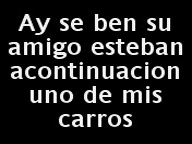 Ay se ben su
amigo esteban
acontinuacion
uno de mis
carros